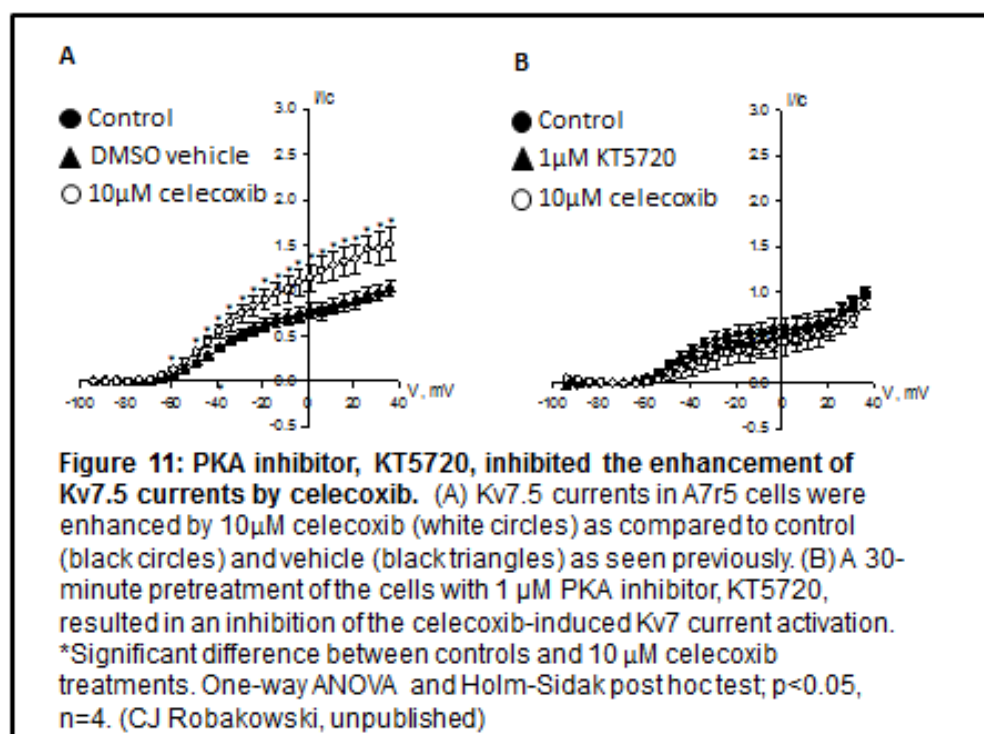 A
B
Control
DMSO vehicle
10µM celecoxib
I/Ic
3.0
2.5
2.0
1.5
1.0
0.5
0.0
-0.5
-100 -80 -60 -40 -20 0 20 40
V, mV
Control
1µM KT5720
10µM celecoxib
I/Ic
3.0
2.5
2.0
1.5
1.0
0.5
0.0
-0.5
-100 -80 -60 -40 -20 0 20 40
V, mV
Figure 11: PKA inhibitor, KT5720, inhibited the enhancement of
Kv7.5 currents by celecoxib. (A) Kv7.5 currents in A7r5 cells were
enhanced by 10µM celecoxib (white circles) as compared to control
(black circles) and vehicle (black triangles) as seen previously. (B) A 30-
minute pretreatment of the cells with 1 µM PKA inhibitor, KT5720,
resulted in an inhibition of the celecoxib-induced Kv7 current activation.
*Significant difference between controls and 10 µM celecoxib
treatments. One-way ANOVA and Holm-Sidak post hoc test; p<0.05,
n=4. (CJ Robakowski, unpublished)